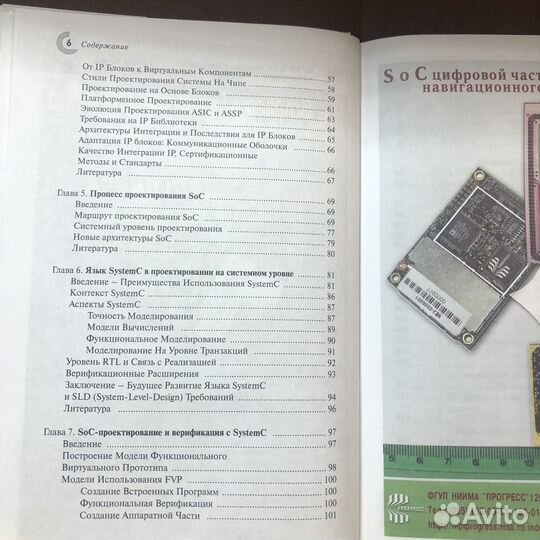 6 Содержание
От IP Блоков к Виртуальным Компонентам 57
Стили Проектирования Системы На Чипе 58
Проектирование на Основе Блоков 59
Платформенное Проектирование 61
Эволюция Проектирования ASIC и ASSP 63
Требования на IP Библиотеки 64
Архитектуры Интеграции и Последствия для IP Блоков 65
Адаптация IP блоков: Коммуникационные Оболочки
Качество Интеграции IP, Сертификационные
Методы и Стандарты 66
Литература 67
Глава 5. Процесс проектирования SoC 69
Введение 69
Маршрут проектирования SoC 69
Системный уровень проектирования 77
Новые архитектуры SoC 79
Литература 80
Глава 6. Язык SystemC в проектировании на системном уровне 81
Введение – Преимущества Использования SystemC 81
Контекст SystemC 86
Аспекты SystemC 87
Точность Моделирования 87
Модели Вычислений 89
Функциональное Моделирование 90
Моделирование На Уровне Транзакций 91
Уровень RTL и Связь с Реализацией 92
Верификационные Расширения 93
Заключение – Будущее Развитие Языка SystemC
и SLD (System-Level-Design) Требований 94
Литература 96
Глава 7. SoC-проектирование и верификация с SystemC 97
Введение 97
Построение Модели Функционального
Виртуального Прототипа 98
Модели Использования FVP 100
Создание Встроенных Программ 100
Функциональная Верификация 100
Создание Аппаратной Части 101
SoC цифровой част
навигационного
ФГУП НИИМА "ПРОГРЕСС" 125
Avito